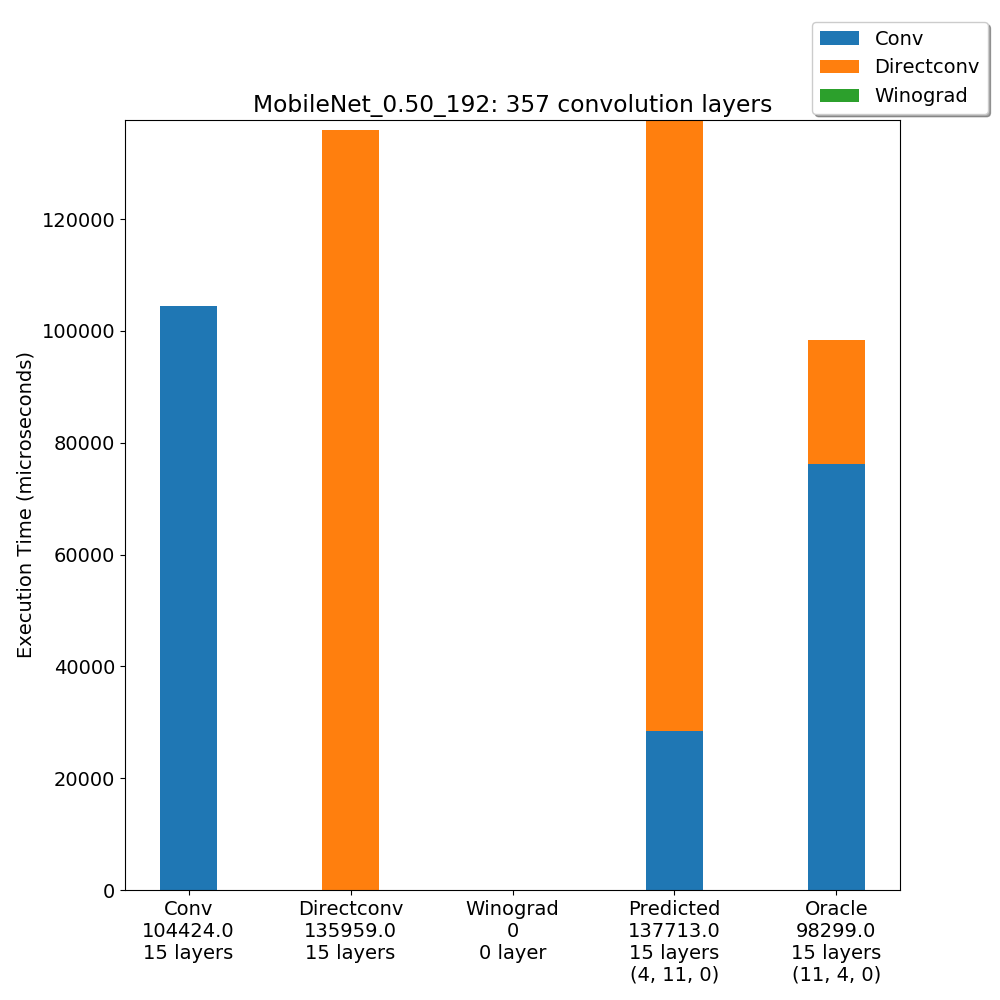 Conv
Directconv
Winograd
MobileNet_0.50_192: 357 convolution layers
Execution Time (microseconds)
120000
100000
80000
60000
40000
20000
0
Conv
104424.0
15 layers
Directconv
135959.0
15 layers
Winograd
0
0 layer
Predicted
137713.0
15 layers
(4, 11, 0)
Oracle
98299.0
15 layers
(11, 4, 0)